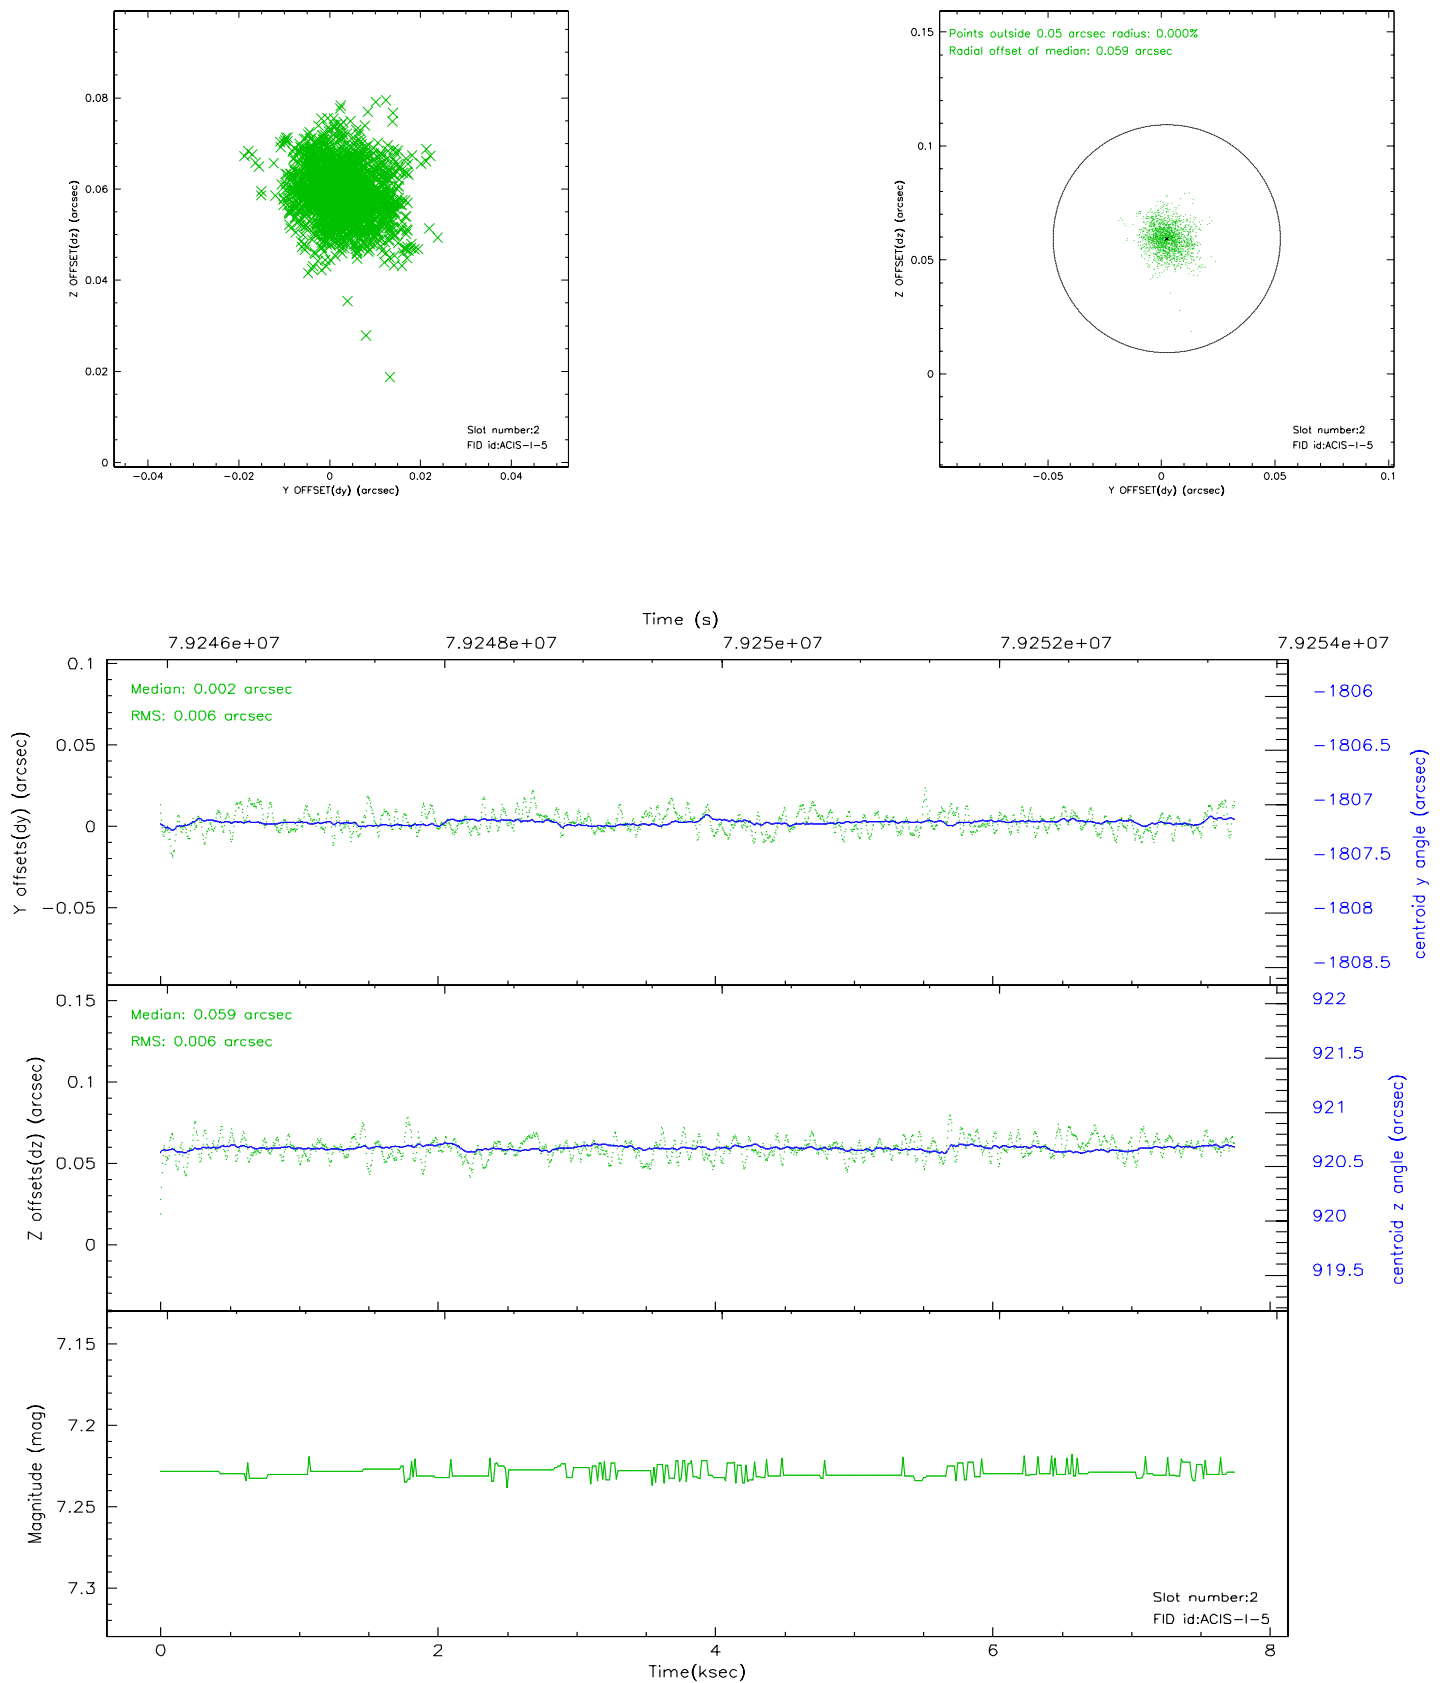 0.08
0.06
0.04
0.02
0
Z OFFSET(dz) (arcsec)
-0.04 -0.02 0 0.02 0.04
Y OFFSET(dy) (arcsec)
Slot number:2
FID id:ACIS-I-5
Points outside 0.05 arcsec radius: 0.000%
Radial offset of median: 0.059 arcsec
0.15
0.1
0.05
0
Z OFFSET(dz) (arcsec)
-0.05 0 0.05 0.1
Y OFFSET(dy) (arcsec)
Slot number:2
FID id:ACIS-I-5
Time (s)
7.9246e+07 7.9248e+07 7.925e+07 7.9252e+07 7.9254e+07
Median: 0.002 arcsec
RMS: 0.006 arcsec
0.1
0.05
0
-0.05
Y offsets(dy) (arcsec)
-1806
-1806.5
-1807
-1807.5
-1808
-1808.5
centroid y angle (arcsec)
Median: 0.059 arcsec
RMS: 0.006 arcsec
0.15
0.1
0.05
0
Z offsets(dz) (arcsec)
922
921.5
921
920.5
920
919.5
centroid z angle (arcsec)
7.15
7.2
7.25
7.3
Magnitude (mag)
Slot number:2
FID id:ACIS-I-5
0 2 4 6 8
Time(ksec)